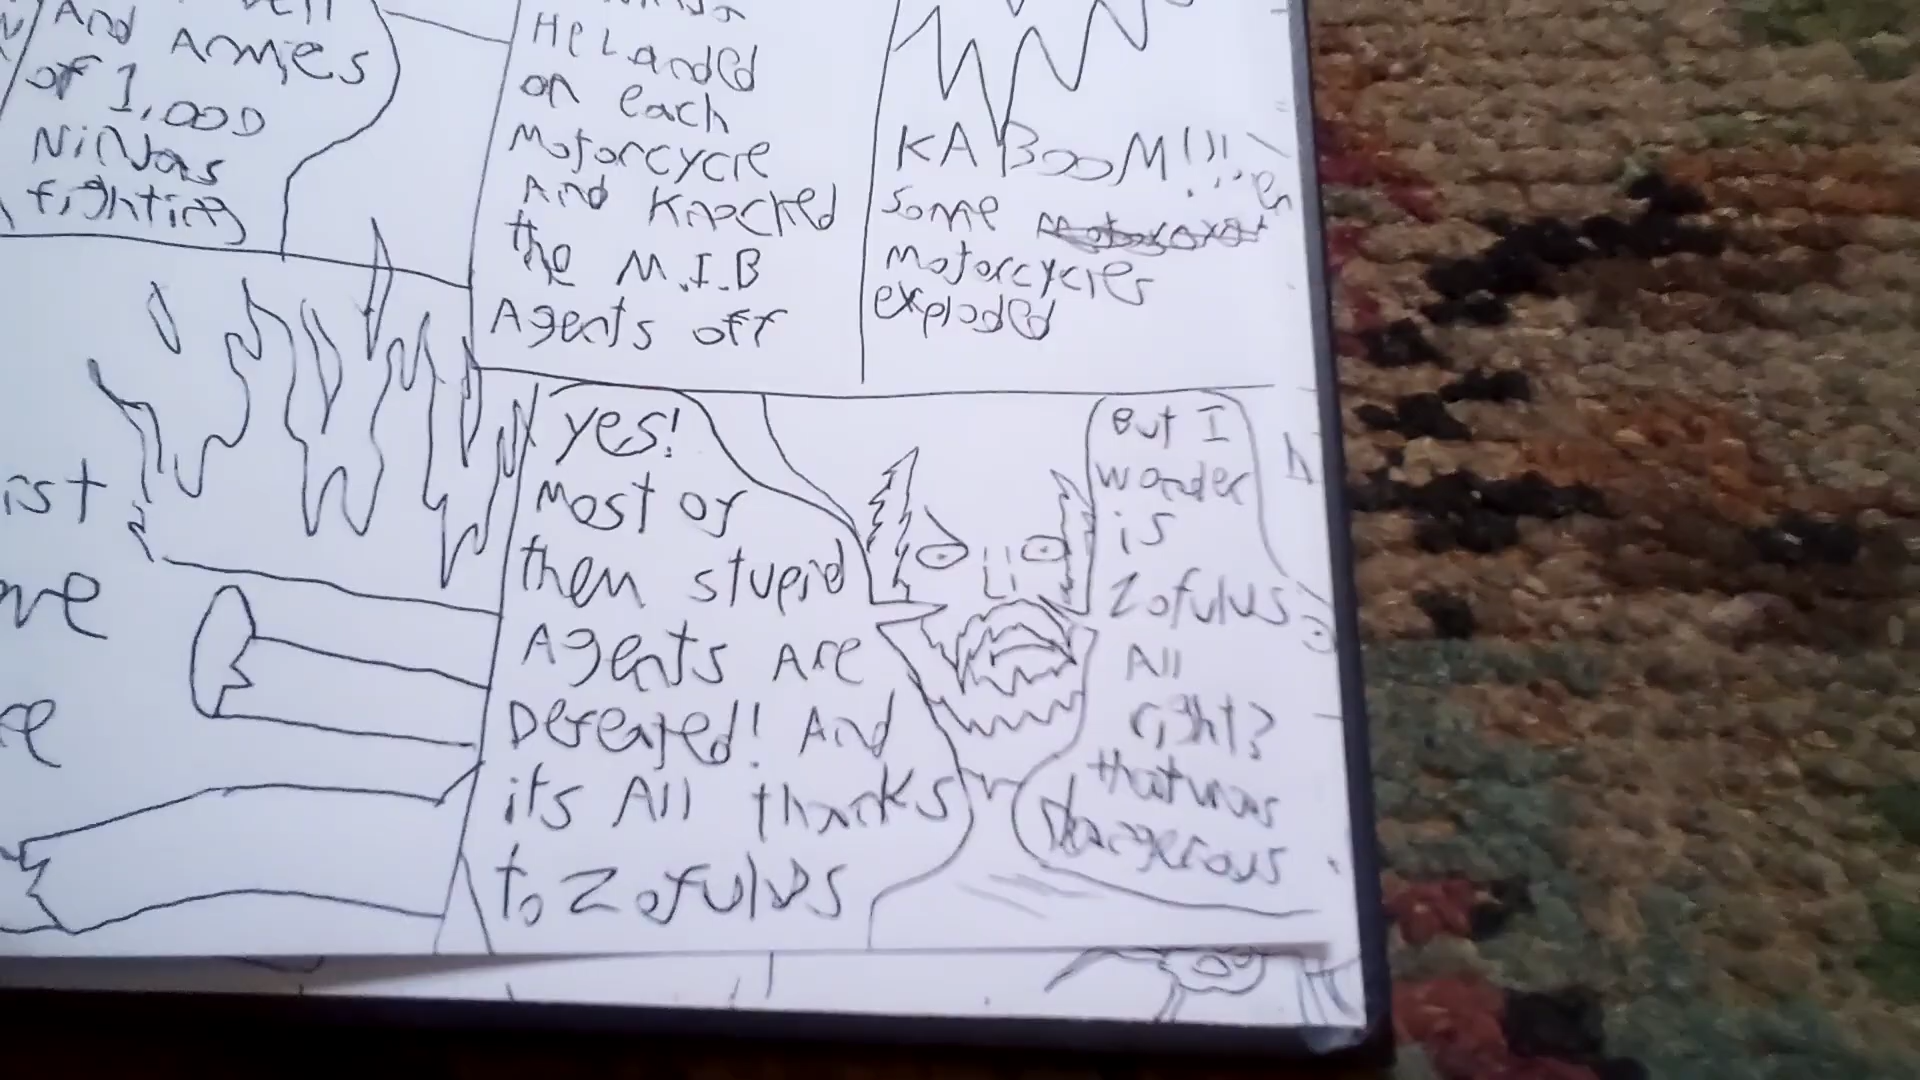 And Armies
of 1,000
Ninjas
fighting
He Landed
on each
Motorcycle
And Knocked
the M.I.B
Agents off
KABOOM!!!
some
motorcycles
exploded
ist
ve
ee
yes!
Most of
them stupid
Agents Are
Defeated! And
its All thanks
to Zofulus
But I
wonder
is
Zofulus
All
right?
that was
dangerous